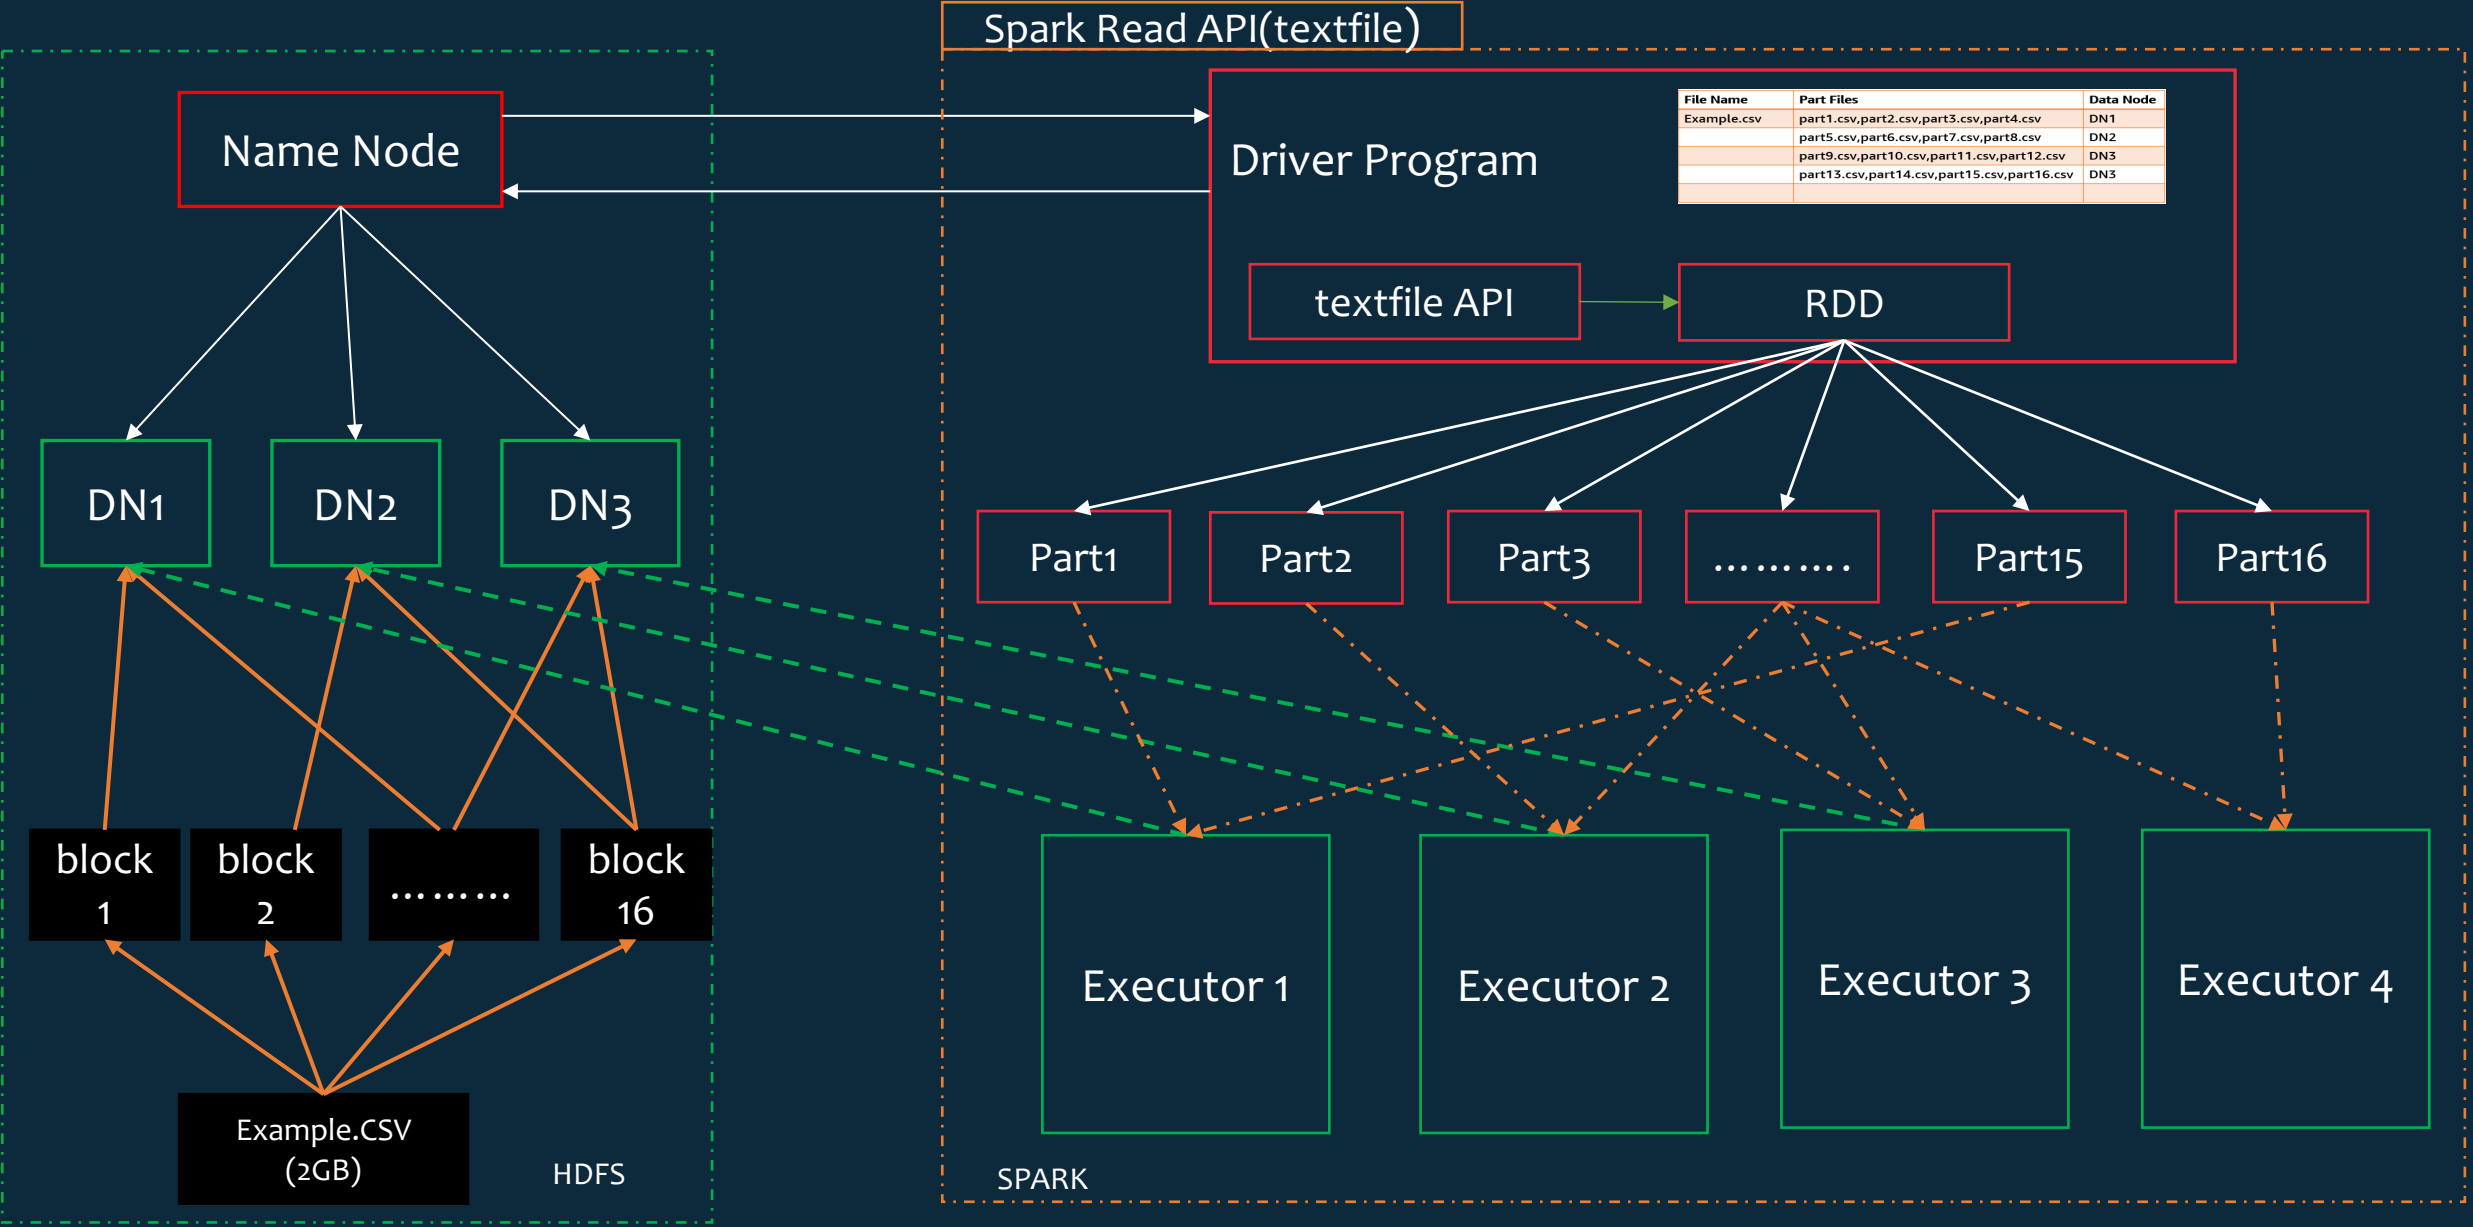 Spark Read API(textfile)
Name Node
Driver Program
File Name Part Files Data Node
Example.csv part1.csv,part2.csv,part3.csv,part4.csv DN1
part5.csv,part6.csv,part7.csv,part8.csv DN2
part9.csv,part10.csv,part11.csv,part12.csv DN3
part13.csv,part14.csv,part15.csv,part16.csv DN3
textfile API
RDD
DN1
DN2
DN3
Part1
Part2
Part3
……….
Part15
Part16
block
1
block
2
………
block
16
Executor 1
Executor 2
Executor 3
Executor 4
Example.CSV
(2GB)
HDFS
SPARK